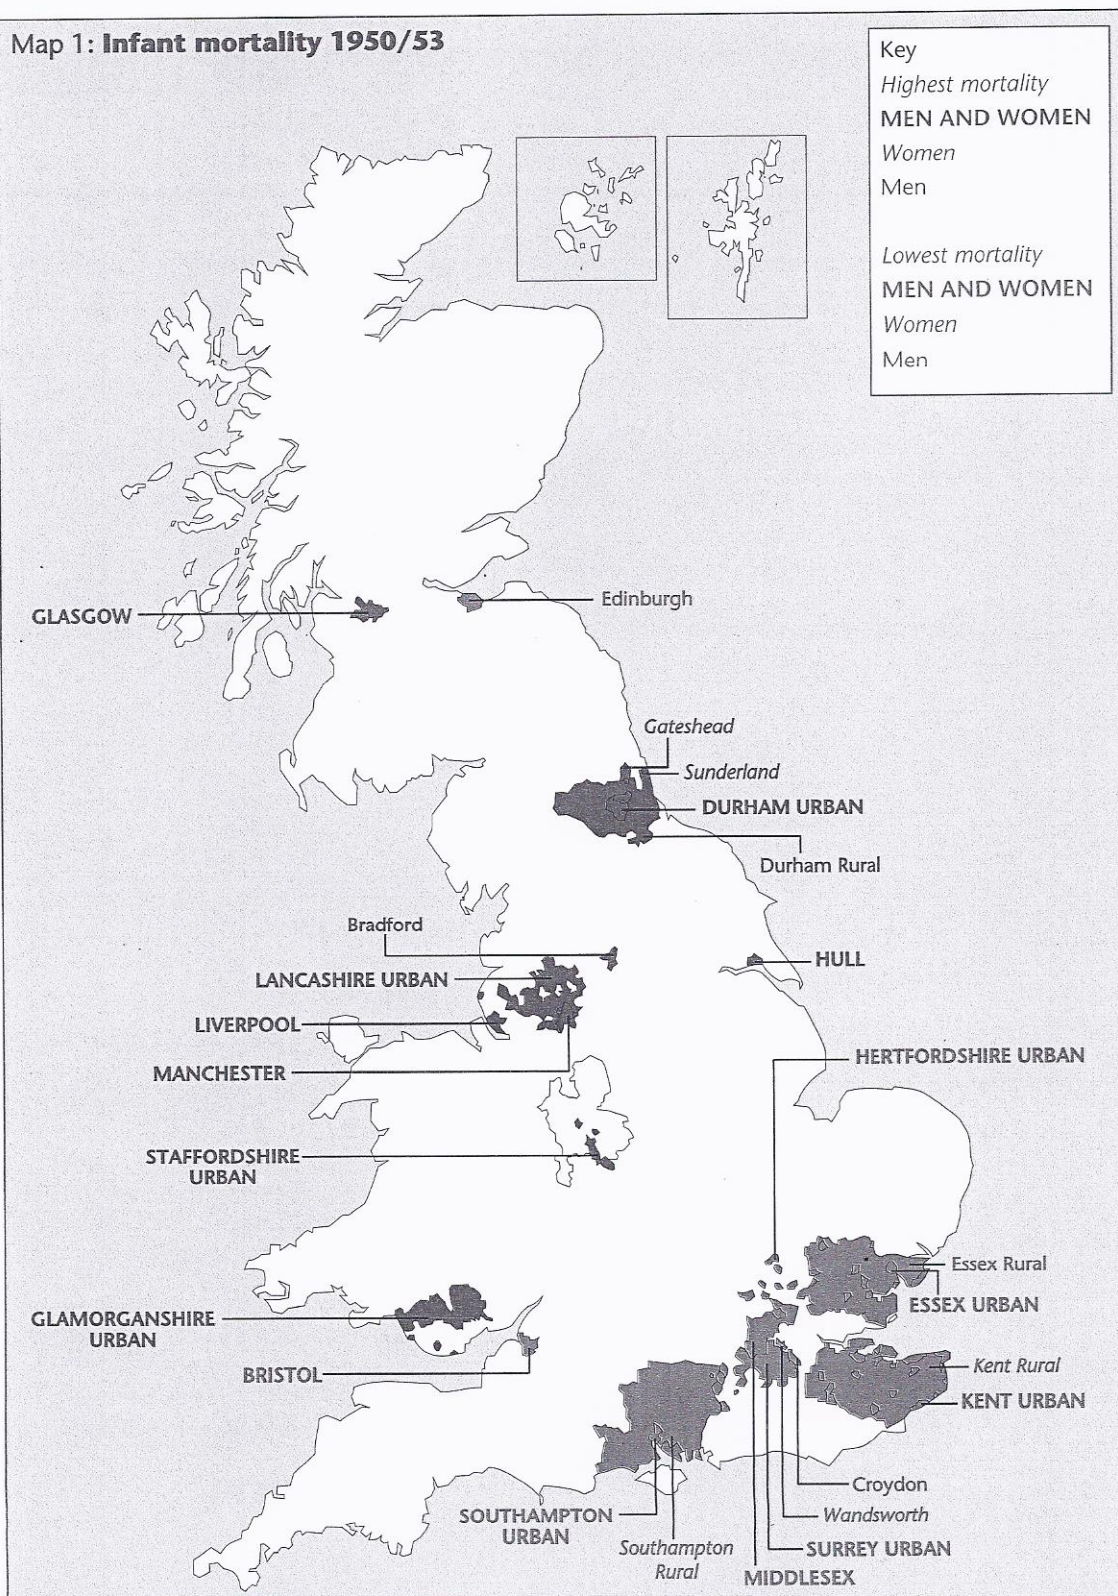 Map 1: Infant mortality 1950/53
Key
Highest mortality
MEN AND WOMEN
Women
Men
Lowest mortality
MEN AND WOMEN
Women
Men
GLASGOW
Edinburgh
Gateshead
Sunderland
DURHAM URBAN
Durham Rural
Bradford
LANCASHIRE URBAN
HULL
LIVERPOOL
MANCHESTER
HERTFORDSHIRE URBAN
STAFFORDSHIRE
URBAN
Essex Rural
ESSEX URBAN
GLAMORGANSHIRE
URBAN
BRISTOL
Kent Rural
KENT URBAN
Croydon
Wandsworth
SOUTHAMPTON
URBAN
Southampton
Rural
SURREY URBAN
MIDDLESEX